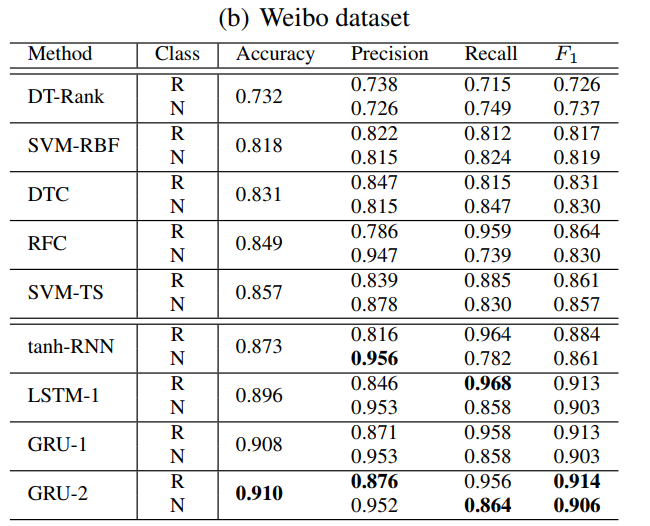 (b) Weibo dataset
Method Class Accuracy Precision Recall F1
DT-Rank R 0.732 0.738 0.715 0.726
N 0.726 0.749 0.737
SVM-RBF R 0.818 0.822 0.812 0.817
N 0.815 0.824 0.819
DTC R 0.831 0.847 0.815 0.831
N 0.815 0.847 0.830
RFC R 0.849 0.786 0.959 0.864
N 0.947 0.739 0.830
SVM-TS R 0.857 0.839 0.885 0.861
N 0.878 0.830 0.857
tanh-RNN R 0.873 0.816 0.964 0.884
N 0.956 0.782 0.861
LSTM-1 R 0.896 0.846 0.968 0.913
N 0.953 0.858 0.903
GRU-1 R 0.908 0.871 0.958 0.913
N 0.953 0.858 0.903
GRU-2 R 0.910 0.876 0.956 0.914
N 0.952 0.864 0.906